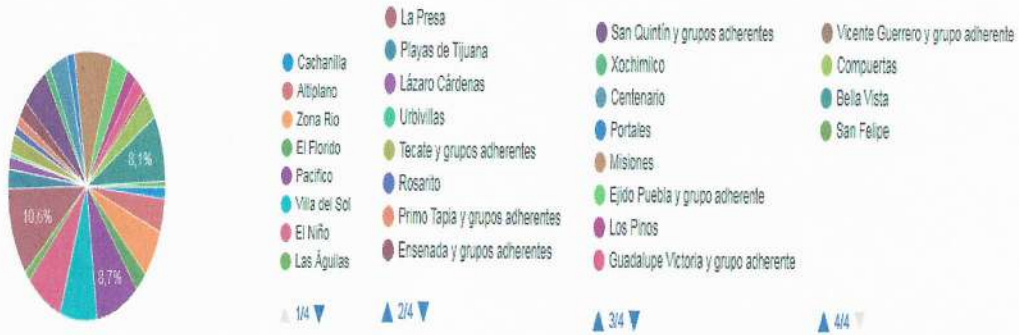 8,1%
10,6%
8,7%
Cachanilla
Altiplano
Zona Río
El Florido
Pacífico
Villa del Sol
El Niño
Las Águilas
1/4
La Presa
Playas de Tijuana
Lázaro Cárdenas
Urbivillas
Tecate y grupos adherentes
Rosarito
Primo Tapia y grupos adherentes
Ensenada y grupos adherentes
2/4
San Quintín y grupos adherentes
Xochimilco
Centenario
Portales
Misiones
Ejido Puebla y grupo adherente
Los Pinos
Guadalupe Victoria y grupo adherente
3/4
Vicente Guerrero y grupo adherente
Compuertas
Bella Vista
San Felipe
4/4